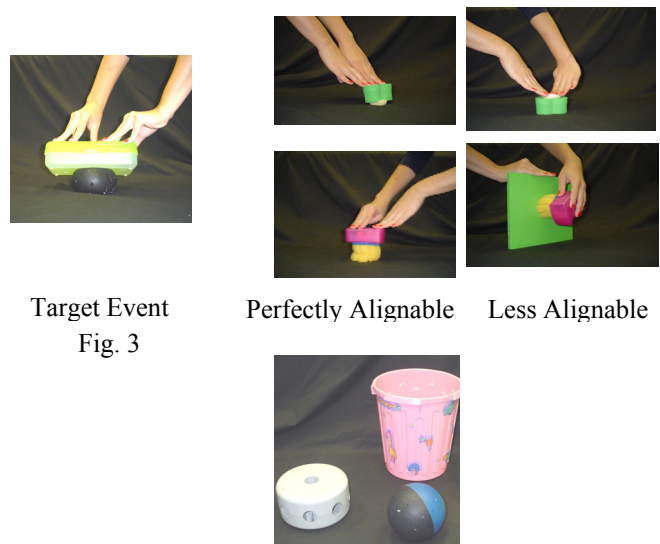 Target Event
Perfectly Alignable
Less Alignable
Fig. 3